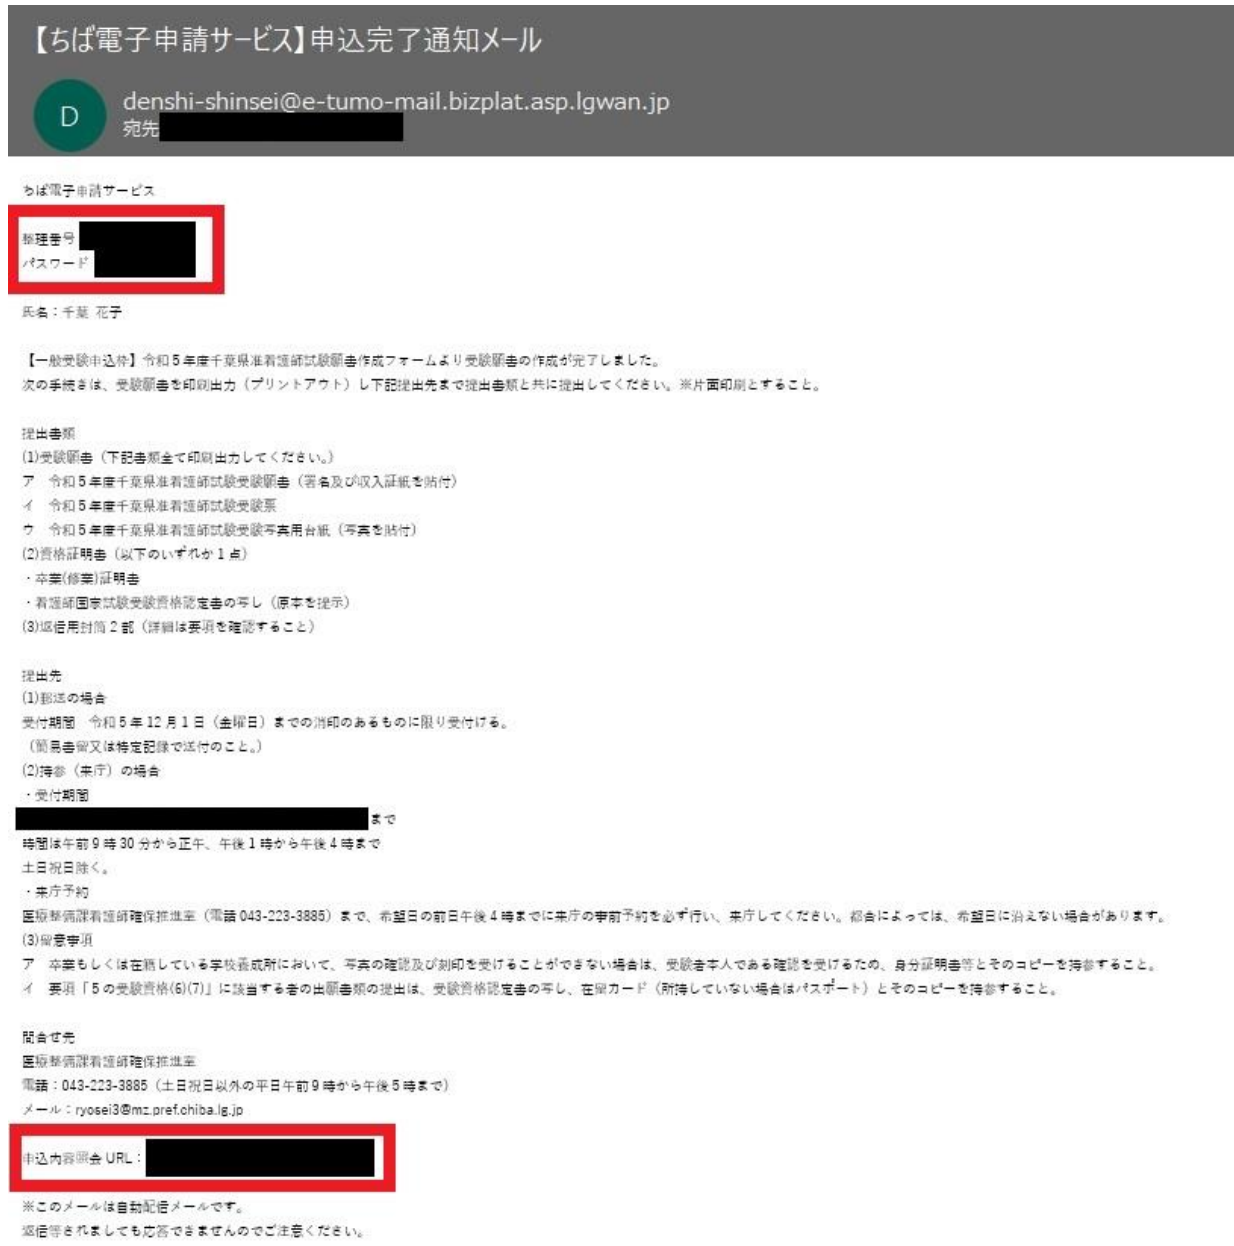 【ちば電子申請サービス】申込完了通知メール
D
denshi-shinsei@e-tumo-mail.bizplat.asp.lgwan.jp
宛先
ちば電子申請サービス
整理番号
パスワード
氏名：千葉 花子
【一般受験申込枠】令和５年度千葉県准看護師試験願書作成フォームより受験願書の作成が完了しました。
次の手続きは、受験願書を印刷出力（プリントアウト）し下記提出先まで提出書類と共に提出してください。※片面印刷とすること。
提出書類
(1)受験願書（下記書類全て印刷出力してください。）
ア　令和５年度千葉県准看護師試験受験願書（署名及び収入証紙を貼付）
イ　令和５年度千葉県准看護師試験受験票
ウ　令和５年度千葉県准看護師試験受験写真用台紙（写真を貼付）
(2)資格証明書（以下のいずれか１点）
・卒業(修業)証明書
・看護師国家試験受験資格認定書の写し（原本を提示）
(3)返信用封筒２部（詳細は要項を確認すること）
提出先
(1)郵送の場合
受付期間　令和５年 12 月１日（金曜日）までの消印のあるものに限り受付ける。
（簡易書留又は特定記録で送付のこと。）
(2)持参（来庁）の場合
・受付期間
まで
時間は午前９時 30 分から正午、午後１時から午後４時まで
土日祝日除く。
・来庁予約
医療整備課看護師確保推進室（電話 043-223-3885）まで、希望日の前日午後４時までに来庁の事前予約を必ず行い、来庁してください。都合によっては、希望日に沿えない場合があります。
(3)留意事項
ア　卒業もしくは在籍している学校養成所において、写真の確認及び刻印を受けることができない場合は、受験者本人である確認を受けるため、身分証明書等とそのコピーを持参すること。
イ　要項「５の受験資格(6)(7)」に該当する者の出願書類の提出は、受験資格認定書の写し、在留カード（所持していない場合はパスポート）とそのコピーを持参すること。
問合せ先
医療整備課看護師確保推進室
電話：043-223-3885（土日祝日以外の平日午前９時から午後５時まで）
メール：ryosei3@mz.pref.chiba.lg.jp
申込内容照会 URL：
※このメールは自動配信メールです。
返信等されましても応答できませんのでご注意ください。